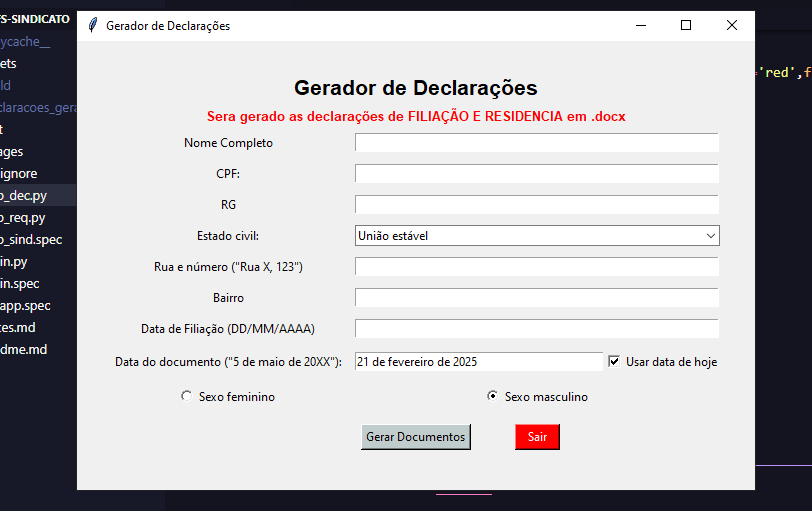 S-SINDICATO
Gerador de Declarações
ycache__
ets
ld
claracoes_gera
t
ages
ignore
o_dec.py
o_req.py
o_sind.spec
in.py
in.spec
app.spec
tes.md
dme.md
='red',f
Gerador de Declarações
Sera gerado as declarações de FILIAÇÃO E RESIDENCIA em .docx
Nome Completo
CPF:
RG
Estado civil: União estável
Rua e número ("Rua X, 123")
Bairro
Data de Filiação (DD/MM/AAAA)
Data do documento ("5 de maio de 20XX"): 21 de fevereiro de 2025 Usar data de hoje
Sexo feminino Sexo masculino
Gerar Documentos Sair